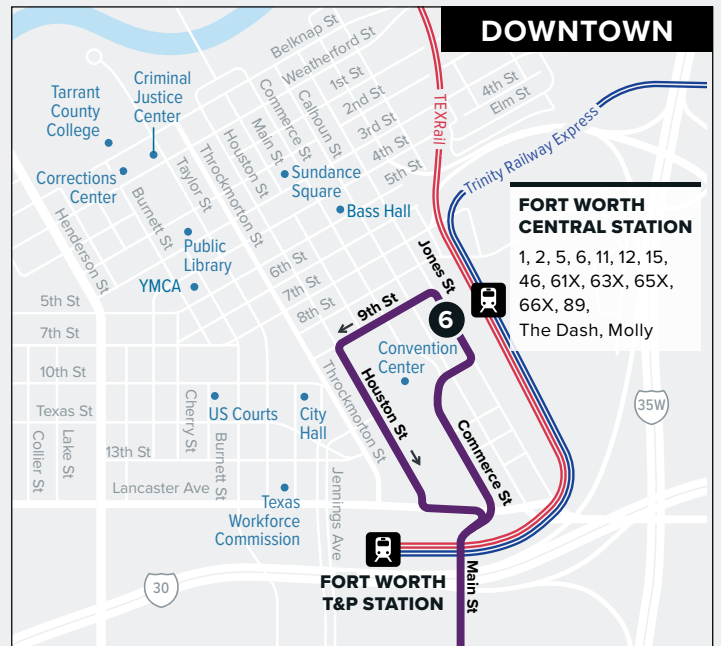 DOWNTOWN
Belknap St
Weatherford St
1st St
2nd St
3rd St
4th St
5th St
4th St
Elm St
Calhoun St
Commerce St
Main St
Houston St
Throckmorton St
Taylor St
Burnett St
Henderson St
Tarrant
County
College
Criminal
Justice
Center
Corrections
Center
Sundance
Square
Bass Hall
Public
Library
YMCA
TEXRail
Trinity Railway Express
FORT WORTH
CENTRAL STATION
1, 2, 5, 6, 11, 12, 15,
46, 61X, 63X, 65X,
66X, 89,
The Dash, Molly
Jones St
6th St
7th St
8th St
9th St
6
5th St
7th St
10th St
Texas St
13th St
Lancaster Ave
Collier St
Lake St
Cherry St
Burnett St
US Courts
City
Hall
Throckmorton St
Convention
Center
Houston St
Commerce St
35W
Texas
Workforce
Commission
Jennings Ave
FORT WORTH
T&P STATION
Main St
30